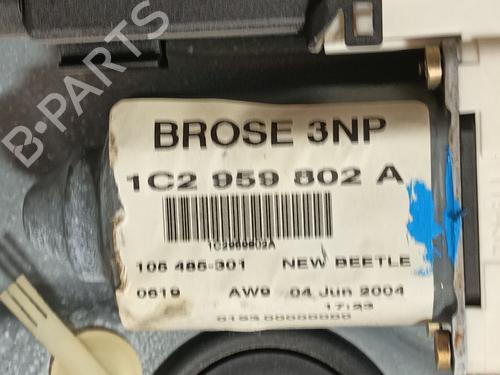 B-PARTS
BROSE 3NP
1C2 959 802 A
1C2959802A
105 485-301 NEW BEETLE
0619 AW9 04 Jun 2004
17:23